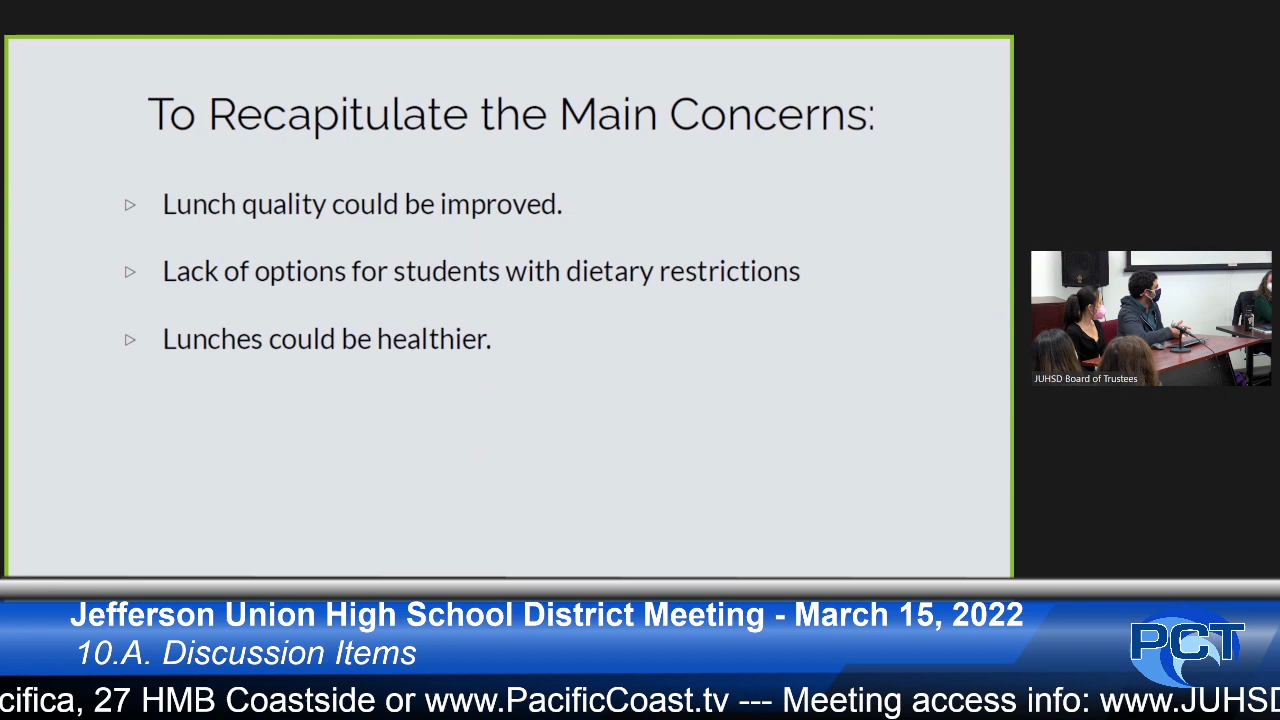 To Recapitulate the Main Concerns:
Lunch quality could be improved.
Lack of options for students with dietary restrictions
Lunches could be healthier.
JUHSD Board of Trustees
Jefferson Union High School District Meeting - March 15, 2022
10.A. Discussion Items
PCT
cifica, 27 HMB Coastside or www.PacificCoast.tv --- Meeting access info: www.JUHSD